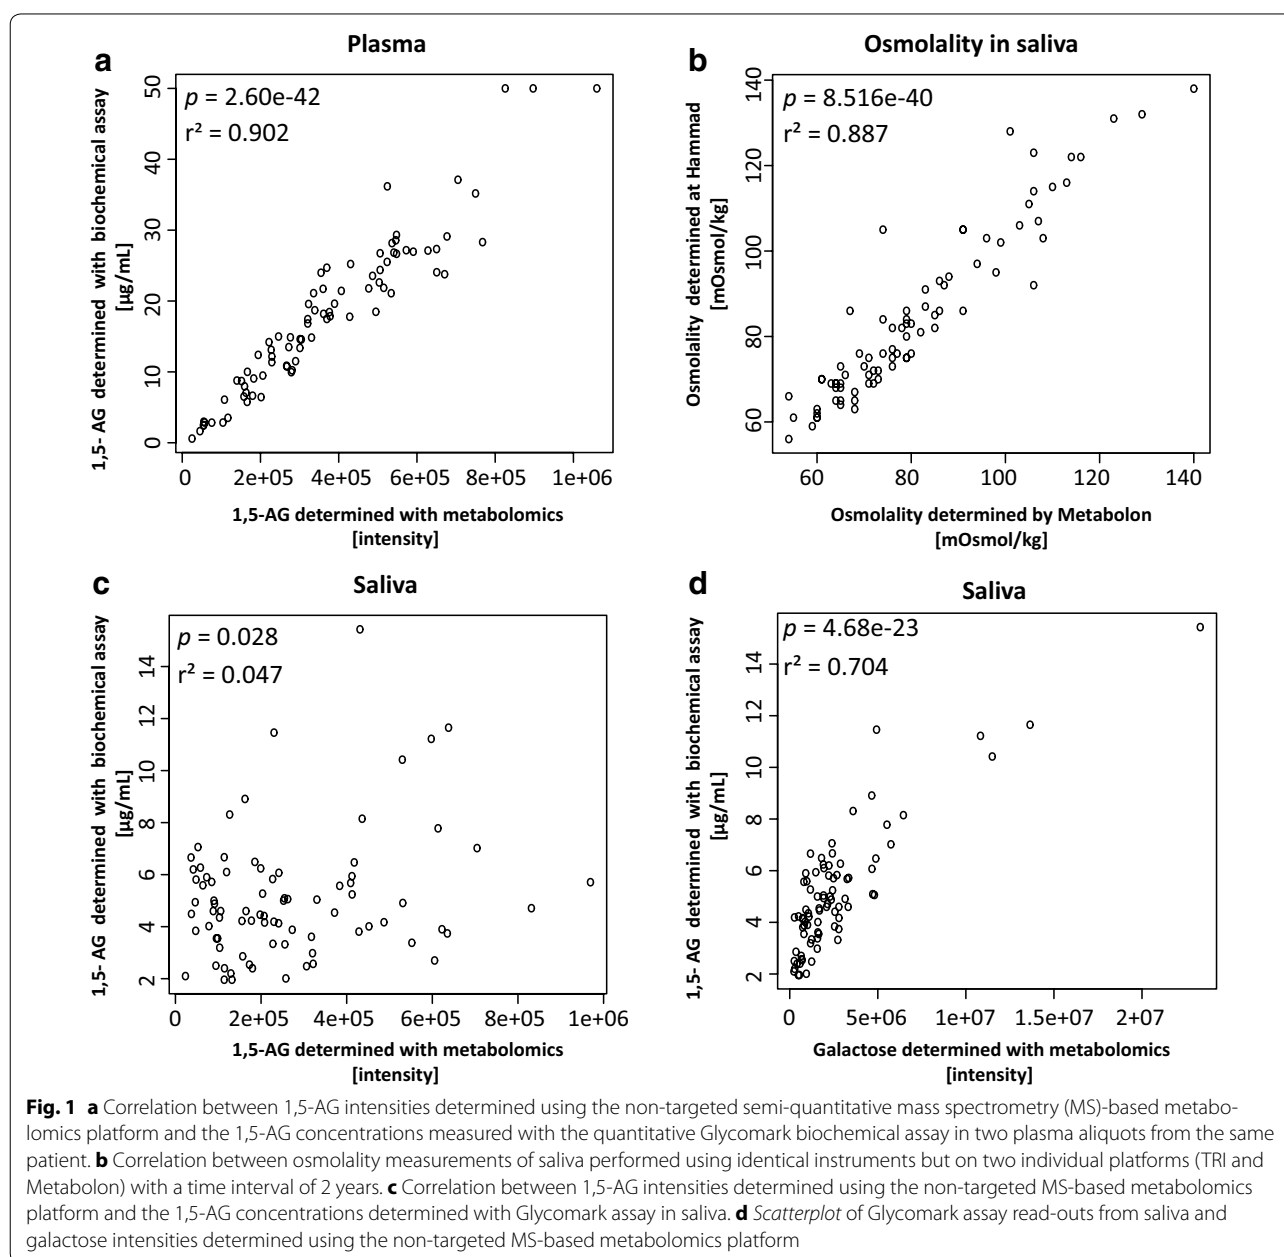 a
Plasma
p = 2.60e-42
r² = 0.902
1,5- AG determined with biochemical assay
[µg/mL]
50
40
30
20
10
0
0 2e+05 4e+05 6e+05 8e+05 1e+06
1,5-AG determined with metabolomics
[intensity]
b
Osmolality in saliva
p = 8.516e-40
r² = 0.887
Osmolality determined at Hammad
[mOsmol/kg]
140
120
100
80
60
60 80 100 120 140
Osmolality determined by Metabolon
[mOsmol/kg]
c
Saliva
p = 0.028
r² = 0.047
1,5- AG determined with biochemical assay
[µg/mL]
14
12
10
8
6
4
2
0 2e+05 4e+05 6e+05 8e+05 1e+06
1,5-AG determined with metabolomics
[intensity]
d
Saliva
p = 4.68e-23
r² = 0.704
1,5- AG determined with biochemical assay
[µg/mL]
14
12
10
8
6
4
2
0 5e+06 1e+07 1.5e+07 2e+07
Galactose determined with metabolomics
[intensity]
Fig. 1 a Correlation between 1,5-AG intensities determined using the non-targeted semi-quantitative mass spectrometry (MS)-based metabo-
lomics platform and the 1,5-AG concentrations measured with the quantitative Glycomark biochemical assay in two plasma aliquots from the same
patient. b Correlation between osmolality measurements of saliva performed using identical instruments but on two individual platforms (TRI and
Metabolon) with a time interval of 2 years. c Correlation between 1,5-AG intensities determined using the non-targeted MS-based metabolomics
platform and the 1,5-AG concentrations determined with Glycomark assay in saliva. d Scatterplot of Glycomark assay read-outs from saliva and
galactose intensities determined using the non-targeted MS-based metabolomics platform